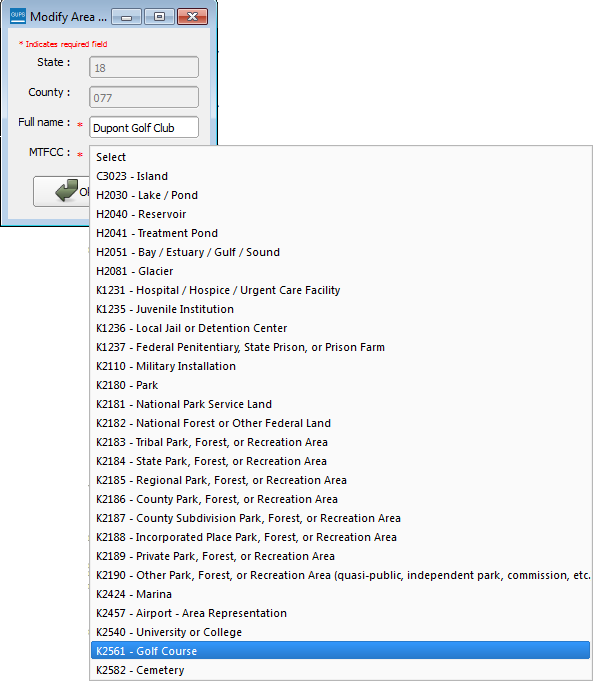 GUPS Modify Area ...
* Indicates required field
State : 18
County : 077
Full name : * Dupont Golf Club
MTFCC : *
Select
C3023 - Island
H2030 - Lake / Pond
H2040 - Reservoir
H2041 - Treatment Pond
H2051 - Bay / Estuary / Gulf / Sound
H2081 - Glacier
K1231 - Hospital / Hospice / Urgent Care Facility
K1235 - Juvenile Institution
K1236 - Local Jail or Detention Center
K1237 - Federal Penitentiary, State Prison, or Prison Farm
K2110 - Military Installation
K2180 - Park
K2181 - National Park Service Land
K2182 - National Forest or Other Federal Land
K2183 - Tribal Park, Forest, or Recreation Area
K2184 - State Park, Forest, or Recreation Area
K2185 - Regional Park, Forest, or Recreation Area
K2186 - County Park, Forest, or Recreation Area
K2187 - County Subdivision Park, Forest, or Recreation Area
K2188 - Incorporated Place Park, Forest, or Recreation Area
K2189 - Private Park, Forest, or Recreation Area
K2190 - Other Park, Forest, or Recreation Area (quasi-public, independent park, commission, etc.
K2424 - Marina
K2457 - Airport - Area Representation
K2540 - University or College
K2561 - Golf Course
K2582 - Cemetery